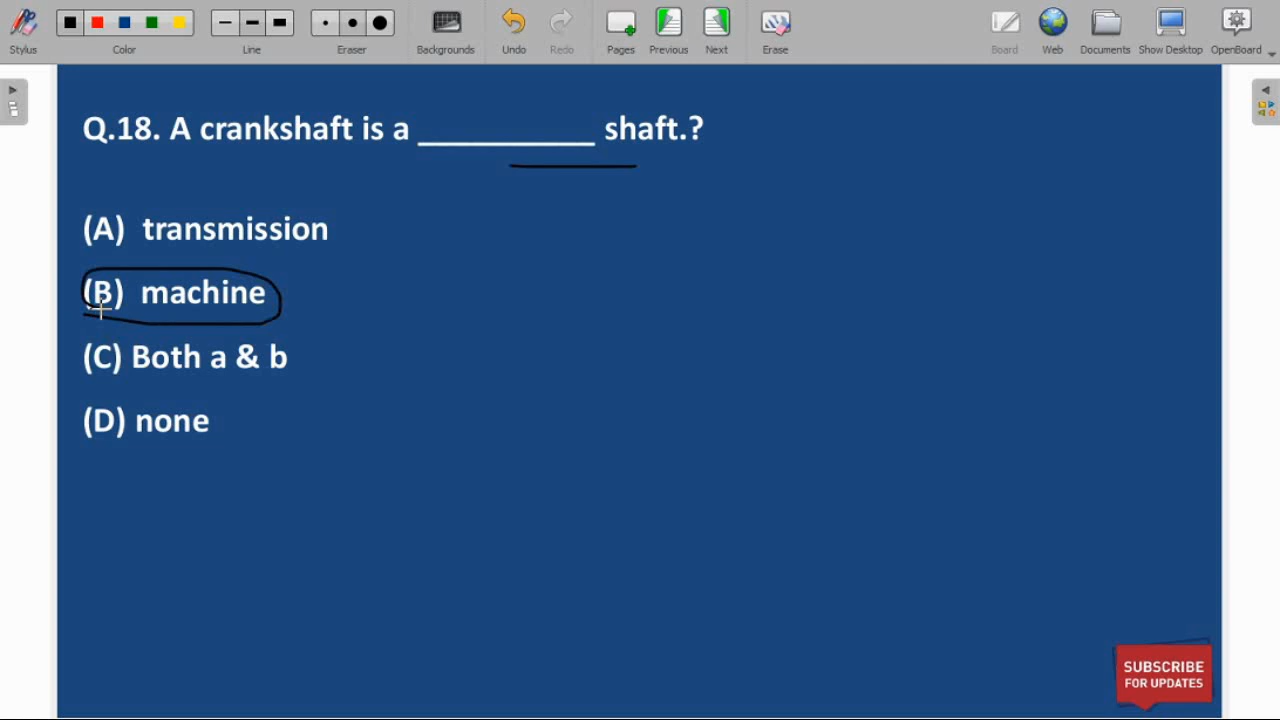 Stylus
Color
Line
Eraser
Backgrounds
Undo
Redo
Pages
Previous
Next
Erase
Board
Web
Documents
Show Desktop
OpenBoard
Q.18. A crankshaft is a __________ shaft.?
(A) transmission
(B) machine
(C) Both a & b
(D) none
SUBSCRIBE
FOR UPDATES